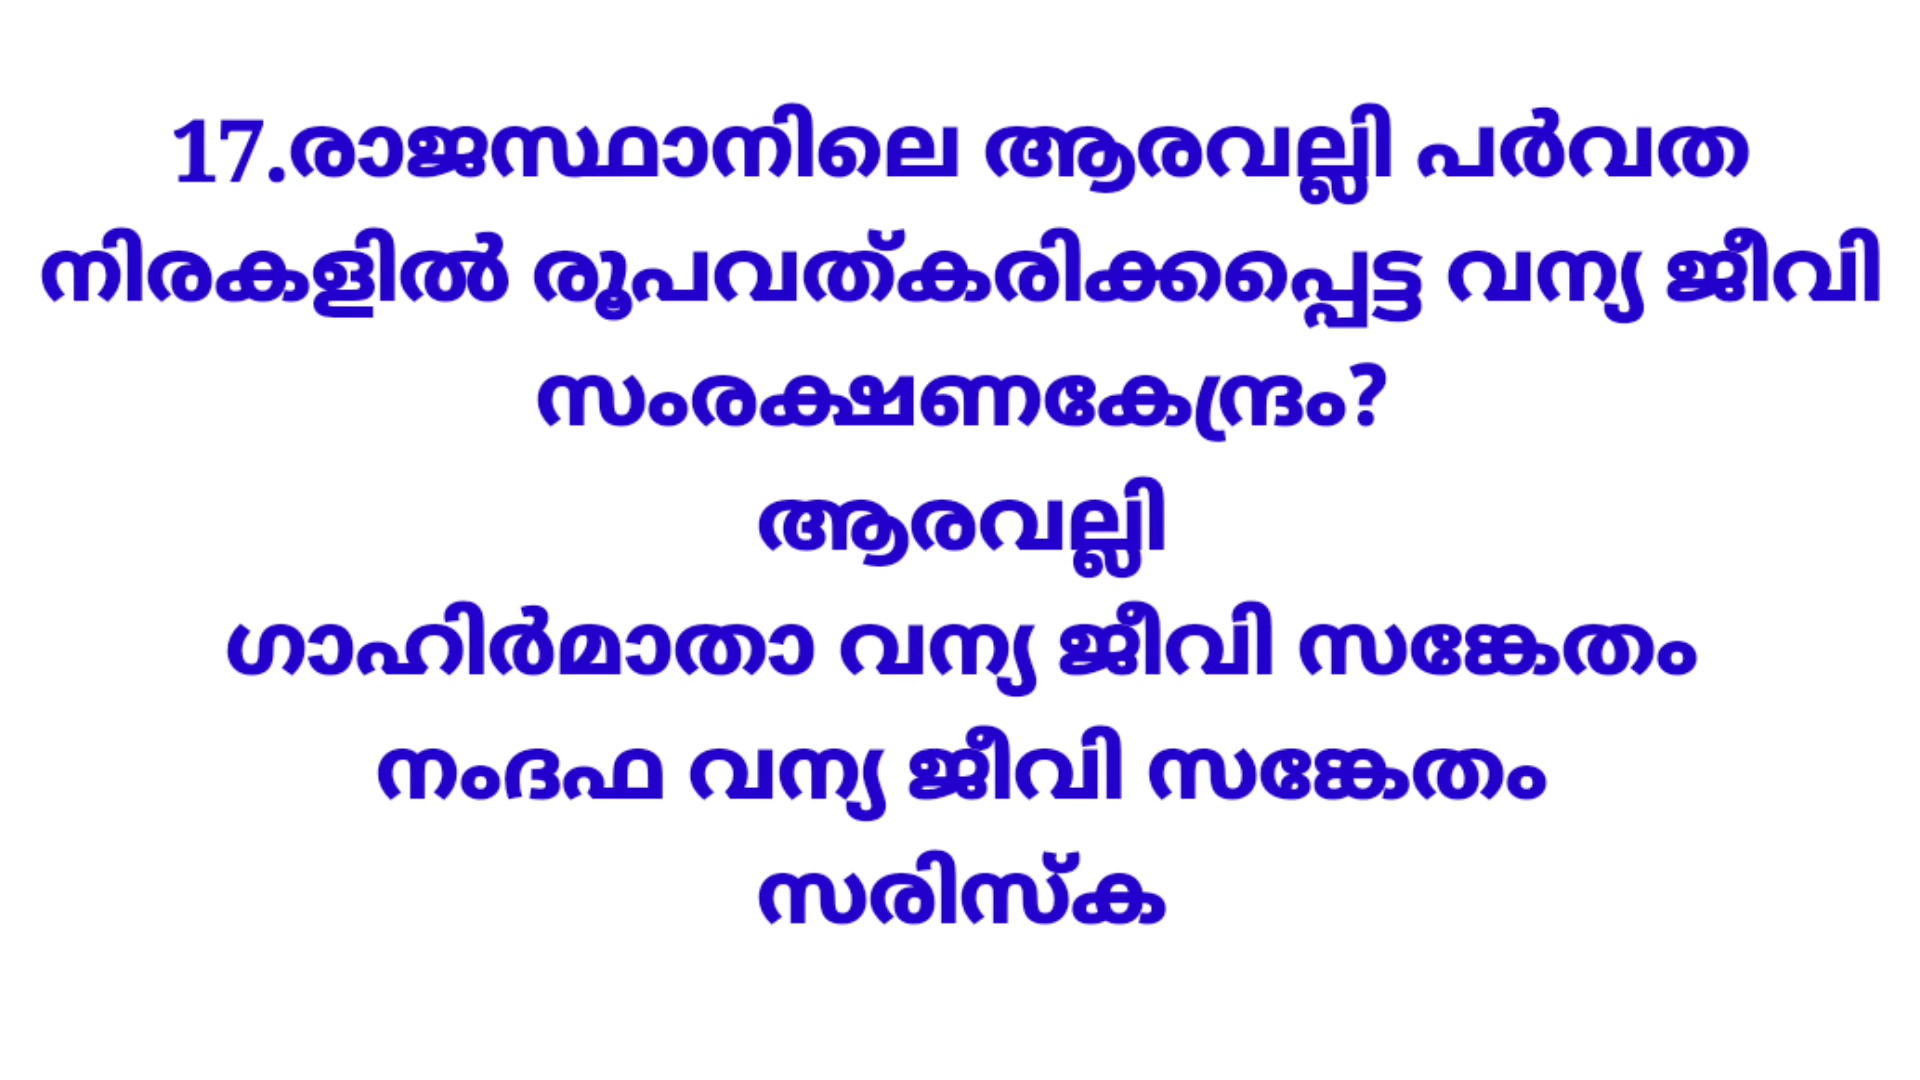 17.രാജസ്ഥാനിലെ ആരവല്ലി പർവത
നിരകളിൽ രൂപവത്കരിക്കപ്പെട്ട വന്യ ജീവി
സംരക്ഷണകേന്ദ്രം?
ആരവല്ലി
ഗാഹിർമാതാ വന്യ ജീവി സങ്കേതം
നംദഫ വന്യ ജീവി സങ്കേതം
സരിസ്ക